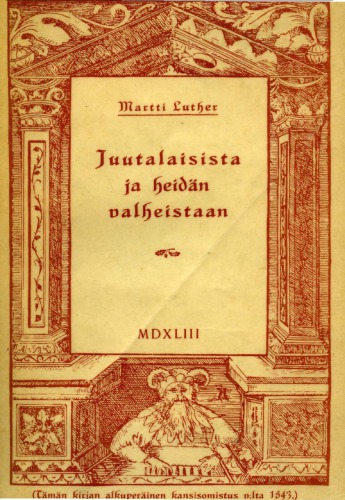 Martti Luther
Juutalaisista
ja heidän
valheistaan
MDXLIII
(Tämän kirjan alkuperäinen kansisomistus v:lta 1543.)